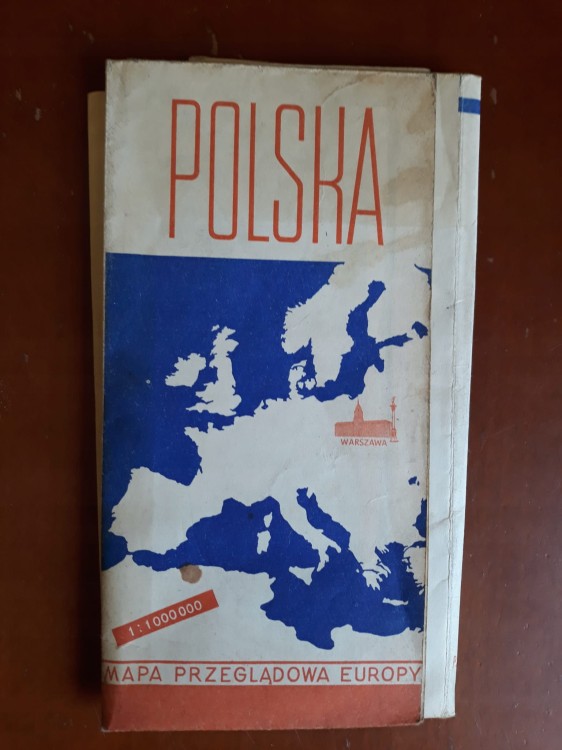 POLSKA
WARSZAWA
1:1000000
MAPA PRZEGLĄDOWA EUROPY